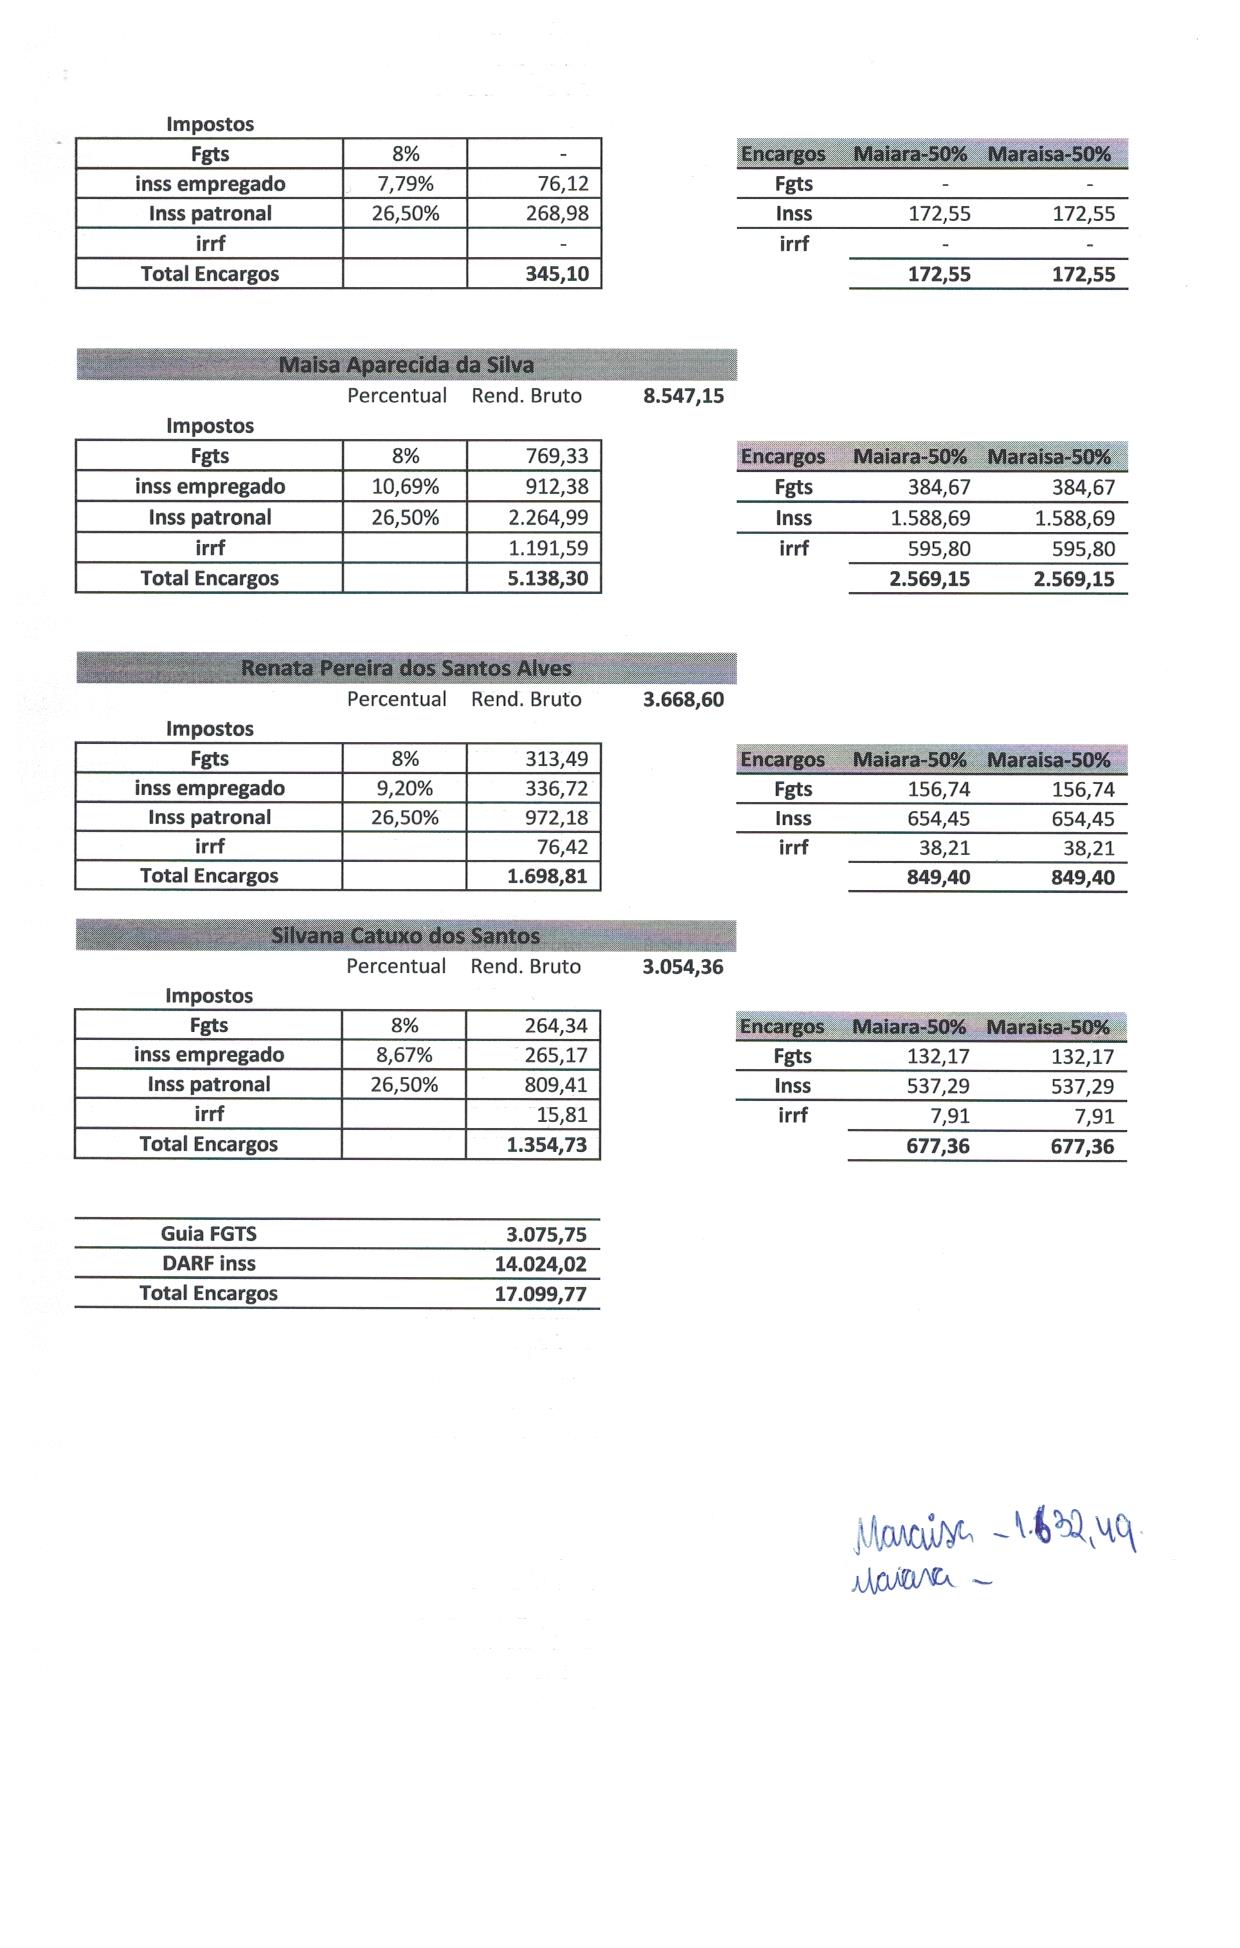 Impostos
Fgts 8% -
Encargos Maiara-50% Maraisa-50%
inss empregado 7,79% 76,12
Fgts - -
Inss patronal 26,50% 268,98
Inss 172,55 172,55
irrf -
irrf - -
Total Encargos 345,10
172,55 172,55
Maisa Aparecida da Silva
Percentual Rend. Bruto 8.547,15
Impostos
Fgts 8% 769,33
Encargos Maiara-50% Maraisa-50%
inss empregado 10,69% 912,38
Fgts 384,67 384,67
Inss patronal 26,50% 2.264,99
Inss 1.588,69 1.588,69
irrf 1.191,59
irrf 595,80 595,80
Total Encargos 5.138,30
2.569,15 2.569,15
Renata Pereira dos Santos Alves
Percentual Rend. Bruto 3.668,60
Impostos
Fgts 8% 313,49
Encargos Maiara-50% Maraisa-50%
inss empregado 9,20% 336,72
Fgts 156,74 156,74
Inss patronal 26,50% 972,18
Inss 654,45 654,45
irrf 76,42
irrf 38,21 38,21
Total Encargos 1.698,81
849,40 849,40
Silvana Catuxo dos Santos
Percentual Rend. Bruto 3.054,36
Impostos
Fgts 8% 264,34
Encargos Maiara-50% Maraisa-50%
inss empregado 8,67% 265,17
Fgts 132,17 132,17
Inss patronal 26,50% 809,41
Inss 537,29 537,29
irrf 15,81
irrf 7,91 7,91
Total Encargos 1.354,73
677,36 677,36
Guia FGTS 3.075,75
DARF inss 14.024,02
Total Encargos 17.099,77
Maraisa - 1.632,49.
Maiara -